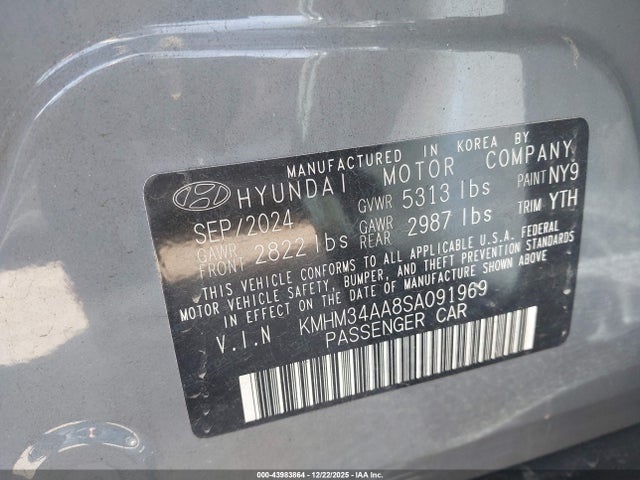 MANUFACTURED IN KOREA BY
HYUNDAI MOTOR COMPANY
SEP/2024 GVWR 5313 lbs PAINT NY9
GAWR FRONT 2822 lbs GAWR REAR 2987 lbs TRIM YTH
THIS VEHICLE CONFORMS TO ALL APPLICABLE U.S.A. FEDERAL
MOTOR VEHICLE SAFETY, BUMPER, AND THEFT PREVENTION STANDARDS
IN EFFECT ON THE DATE OF MANUFACTURE SHOWN ABOVE.
V.I.N KMHM34AA8SA091969
PASSENGER CAR
000-43983864 • 12/22/2025 • IAA Corp.